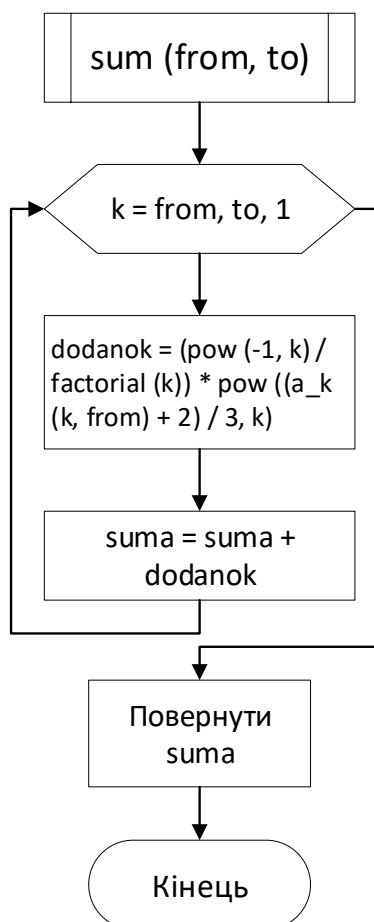 sum (from, to)
k = from, to, 1
dodanok = (pow (-1, k) /
factorial (k)) * pow ((a_k
(k, from) + 2) / 3, k)
suma = suma +
dodanok
Повернути
suma
Кінець